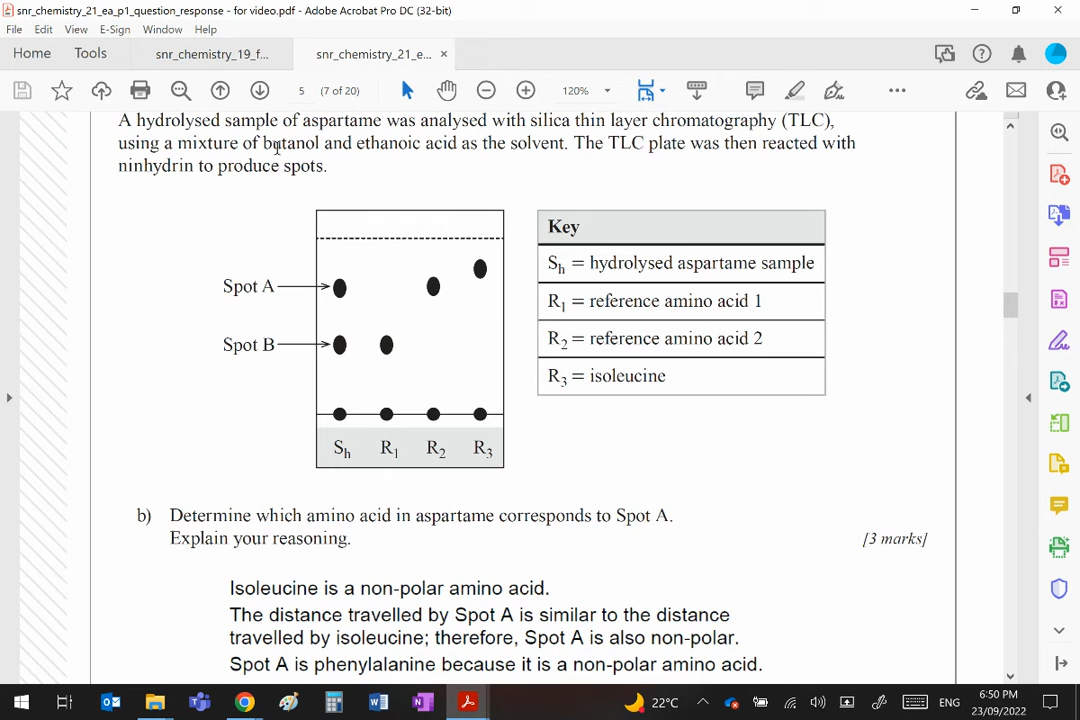 snr_chemistry_21_ea_p1_question_response - for video.pdf - Adobe Acrobat Pro DC (32-bit)
File Edit View E-Sign Window Help
Home Tools snr_chemistry_19_f... snr_chemistry_21_e... ×
5 (7 of 20) 120%
A hydrolysed sample of aspartame was analysed with silica thin layer chromatography (TLC),
using a mixture of butanol and ethanoic acid as the solvent. The TLC plate was then reacted with
ninhydrin to produce spots.
Spot A
Spot B
Sh R1 R2 R3
Key
Sh = hydrolysed aspartame sample
R1 = reference amino acid 1
R2 = reference amino acid 2
R3 = isoleucine
b) Determine which amino acid in aspartame corresponds to Spot A.
Explain your reasoning. [3 marks]
Isoleucine is a non-polar amino acid.
The distance travelled by Spot A is similar to the distance
travelled by isoleucine; therefore, Spot A is also non-polar.
Spot A is phenylalanine because it is a non-polar amino acid.
22°C ENG 6:50 PM
23/09/2022